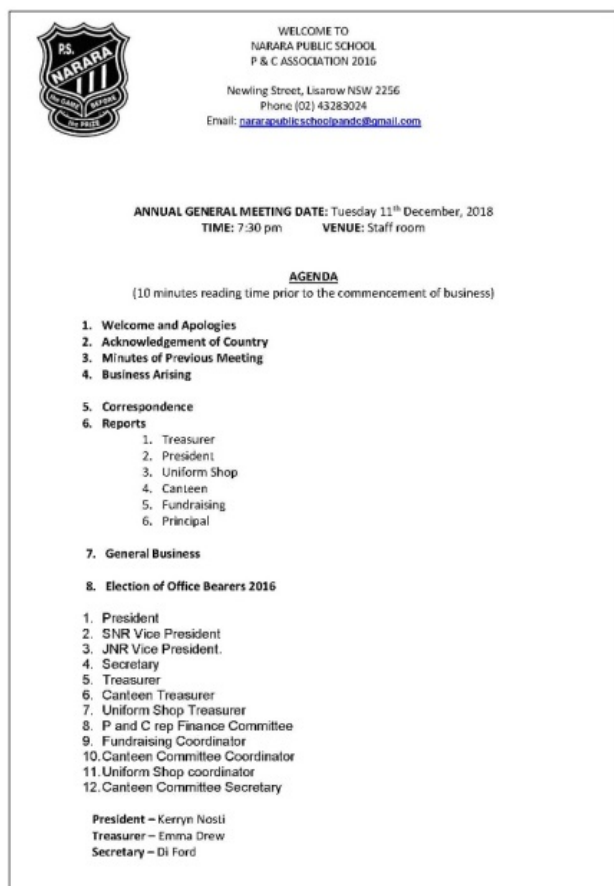 P.S.
NARARA
the GAME BEFORE
the PRIZE
WELCOME TO
NARARA PUBLIC SCHOOL
P & C ASSOCIATION 2016
Newling Street, Lisarow NSW 2256
Phone (02) 43283024
Email: nararapublicschoolpandc@gmail.com
ANNUAL GENERAL MEETING DATE: Tuesday 11th December, 2018
TIME: 7:30 pm VENUE: Staff room
AGENDA
(10 minutes reading time prior to the commencement of business)
1. Welcome and Apologies
2. Acknowledgement of Country
3. Minutes of Previous Meeting
4. Business Arising
5. Correspondence
6. Reports
1. Treasurer
2. President
3. Uniform Shop
4. Canteen
5. Fundraising
6. Principal
7. General Business
8. Election of Office Bearers 2016
1. President
2. SNR Vice President
3. JNR Vice President.
4. Secretary
5. Treasurer
6. Canteen Treasurer
7. Uniform Shop Treasurer
8. P and C rep Finance Committee
9. Fundraising Coordinator
10. Canteen Committee Coordinator
11. Uniform Shop coordinator
12. Canteen Committee Secretary
President – Kerryn Nosti
Treasurer – Emma Drew
Secretary – Di Ford